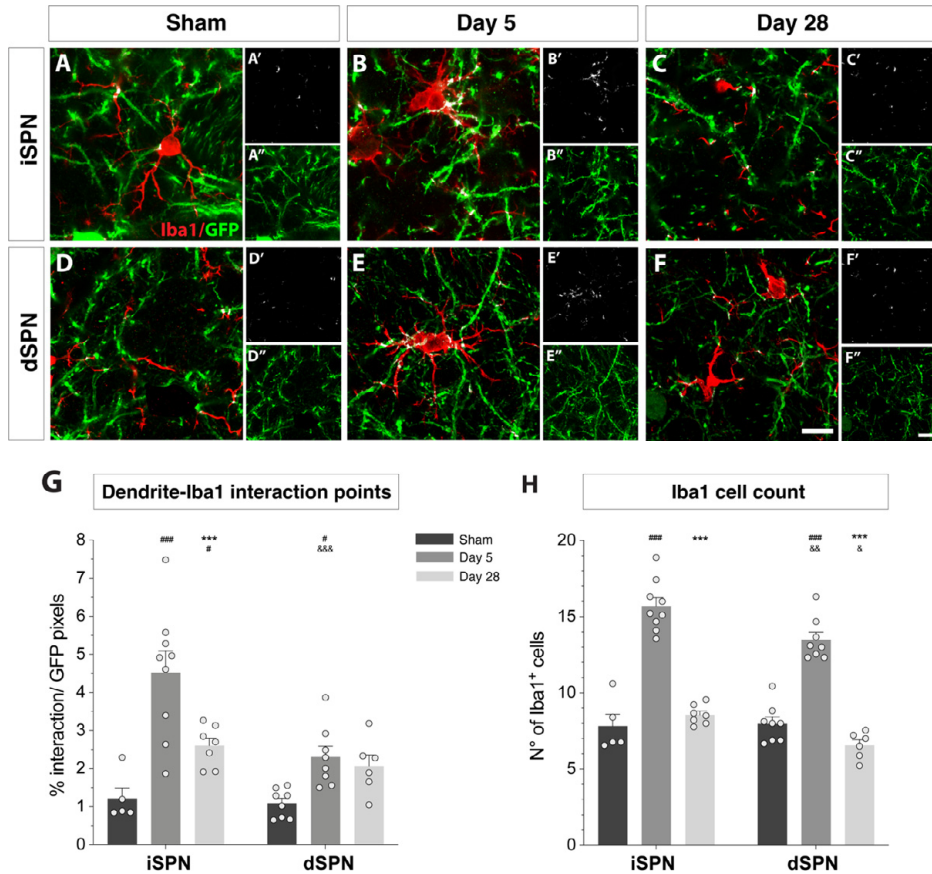 Sham
Day 5
Day 28
iSPN
A
A'
A"
Iba1/GFP
B
B'
B"
C
C'
C"
dSPN
D
D'
D"
E
E'
E"
F
F'
F"
G
Dendrite-Iba1 interaction points
% interaction/ GFP pixels
8
7
6
5
4
3
2
1
0
###
***
#
#
&&&
iSPN
dSPN
Sham
Day 5
Day 28
H
Iba1 cell count
N° of Iba1+ cells
20
15
10
5
0
###
***
###
&&
***
&
iSPN
dSPN